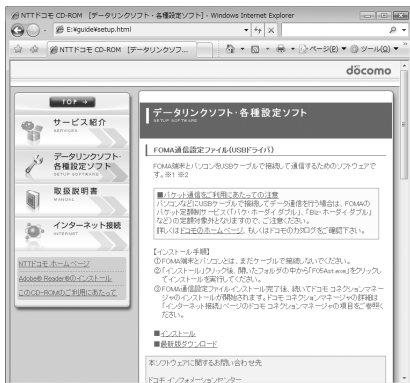 NTTドコモ CD-ROM [データリンクソフト・各種設定ソフト] - Windows Internet Explorer
E:¥guide¥setup.html
NTTドコモ CD-ROM [データリンクソフ...
ページ(P)
ツール(O)
döcomo
TOP
サービス紹介
SERVICES
データリンクソフト・
各種設定ソフト
SETUP SOFTWARE
取扱説明書
MANUAL
インターネット接続
INTERNET
NTTドコモ ホームページ
Adobe® Reader®のインストール
このCD-ROMのご利用にあたって
データリンクソフト・各種設定ソフト
SETUP SOFTWARE
FOMA通信設定ファイル(USBドライバ)
FOMA端末とパソコンをUSBケーブルで接続して通信するためのソフトウェアで
す。※1 ※2
■パケット通信をご利用にあたっての注意
パソコンなどにUSBケーブルで接続してデータ通信を行う場合は、FOMAの
パケット定額制サービス(「パケ・ホーダイ ダブル」、「Biz・ホーダイ ダブル」
など)の定額対象外となりますので、ご注意ください。
詳しくはドコモのホームページ、もしくはドコモのカタログをご確認下さい。
【インストール手順】
①FOMA端末とパソコンとは、まだケーブルで接続しないでください。
②「インストール」クリック後、開いたフォルダの中から「F05Ast.exe」をクリックし
てインストールを実行してください。
③FOMA通信設定ファイルインストール完了後、続いてドコモ コネクションマネー
ジャのインストールが開始されます。ドコモ コネクションマネージャの詳細は
「インターネット接続」ページのドコモ コネクションマネージャの項目をご参照く
ださい。
■インストール
■最新版ダウンロード
本ソフトウェアに関するお問い合わせ先
ドコモ インフォメーションセンター